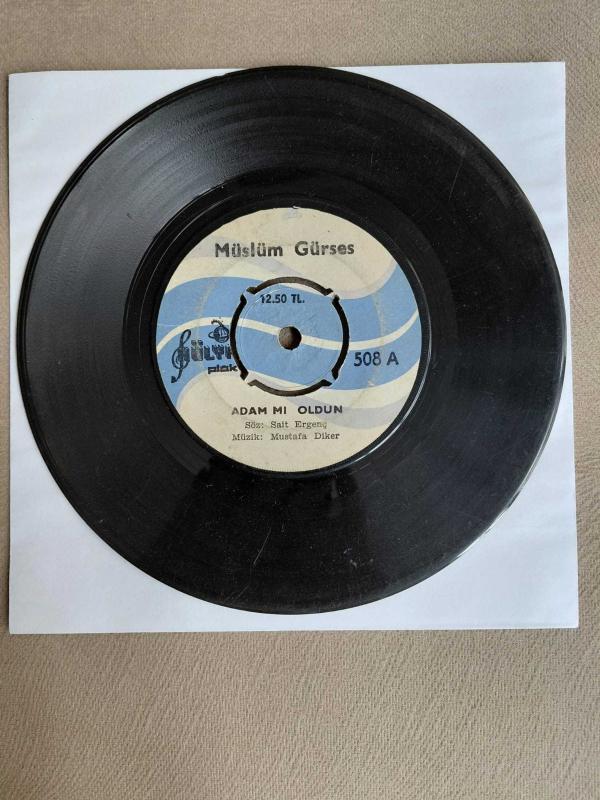 Müslüm Gürses
12.50 TL.
plak
508 A
ADAM MI OLDUN
Söz: Sait Ergenç
Müzik: Mustafa Diker